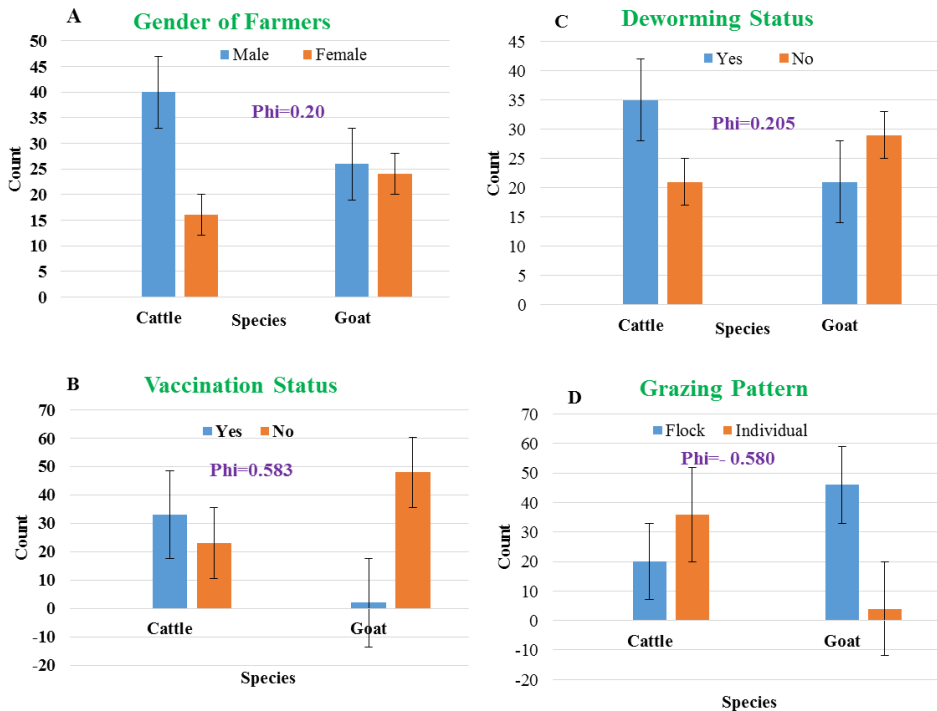 A
Gender of Farmers
50
45
40
35
30
25
20
15
10
5
0
Count
Male Female
Phi=0.20
Cattle Species Goat
C
Deworming Status
45
40
35
30
25
20
15
10
5
0
Count
Yes No
Phi=0.205
Cattle Species Goat
B
Vaccination Status
70
60
50
40
30
20
10
0
-10
-20
Count
Yes No
Phi=0.583
Cattle Goat
Species
D
Grazing Pattern
70
60
50
40
30
20
10
0
-10
-20
Count
Flock Individual
Phi=- 0.580
Cattle Goat
Species